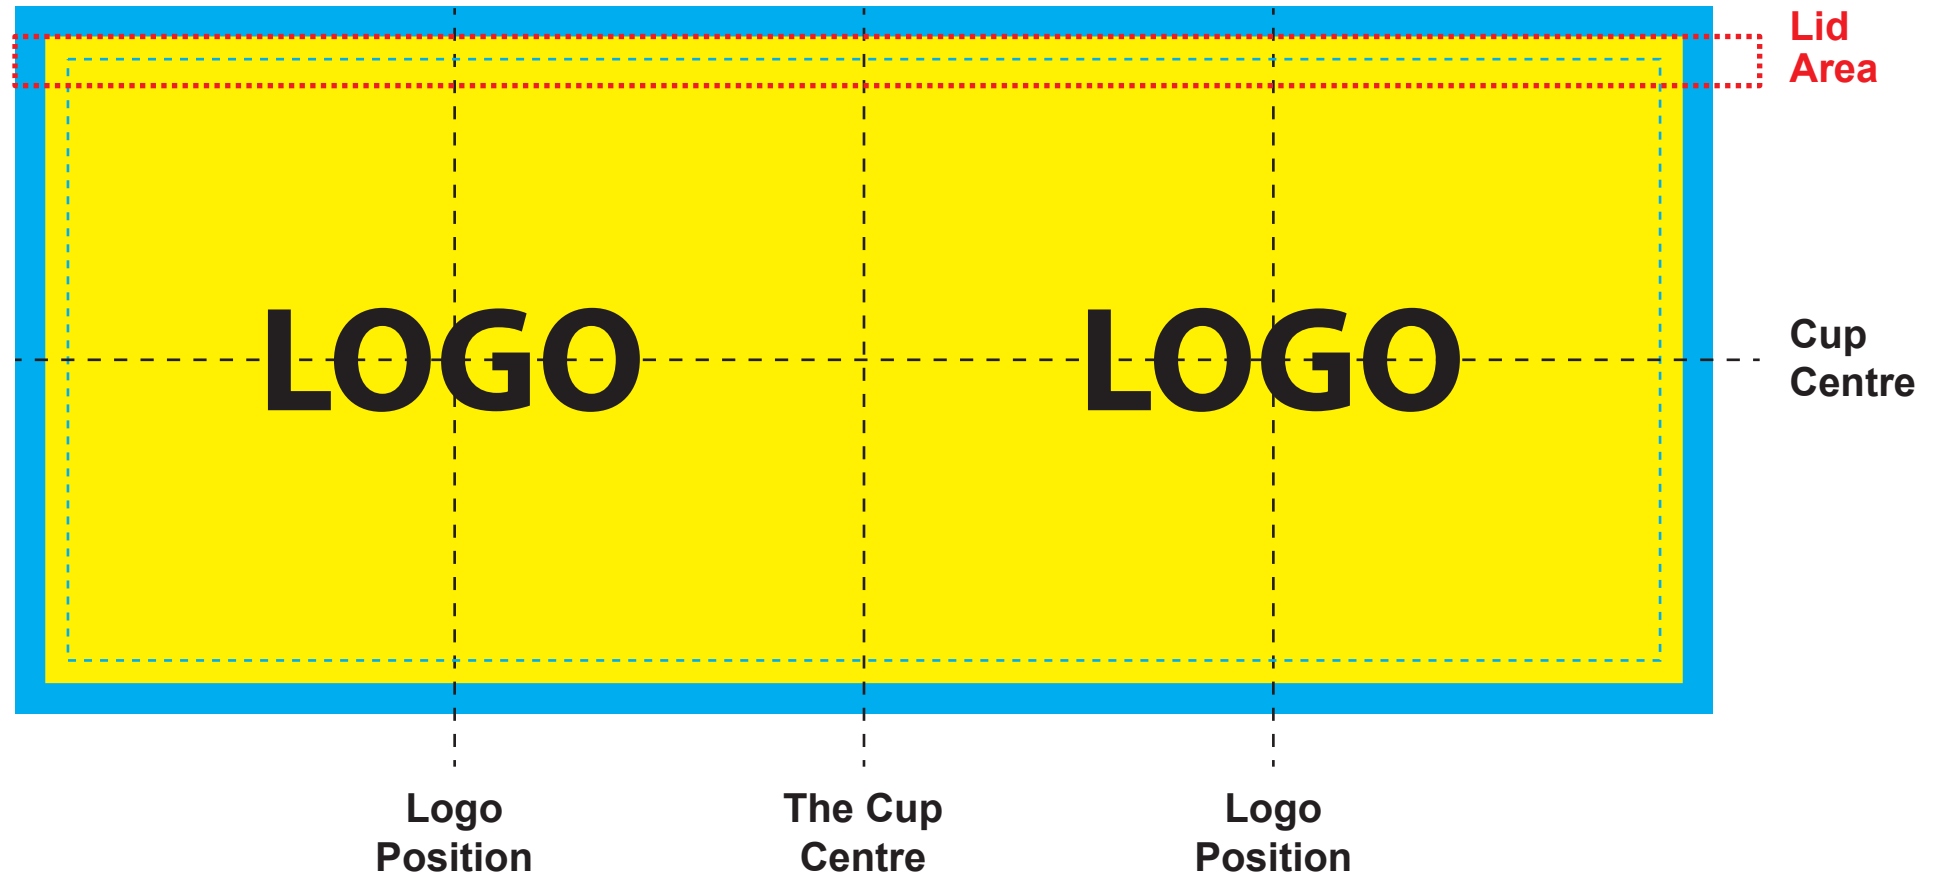 Lid
Area
LOGO
LOGO
Cup
Centre
Logo
Position
The Cup
Centre
Logo
Position